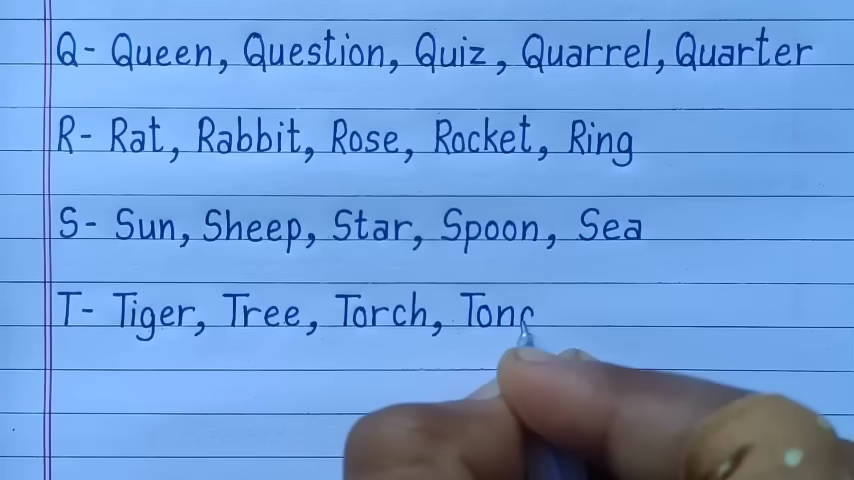 Q- Queen, Question, Quiz, Quarrel, Quarter
R- Rat, Rabbit, Rose, Rocket, Ring
S- Sun, Sheep, Star, Spoon, Sea
T- Tiger, Tree, Torch,